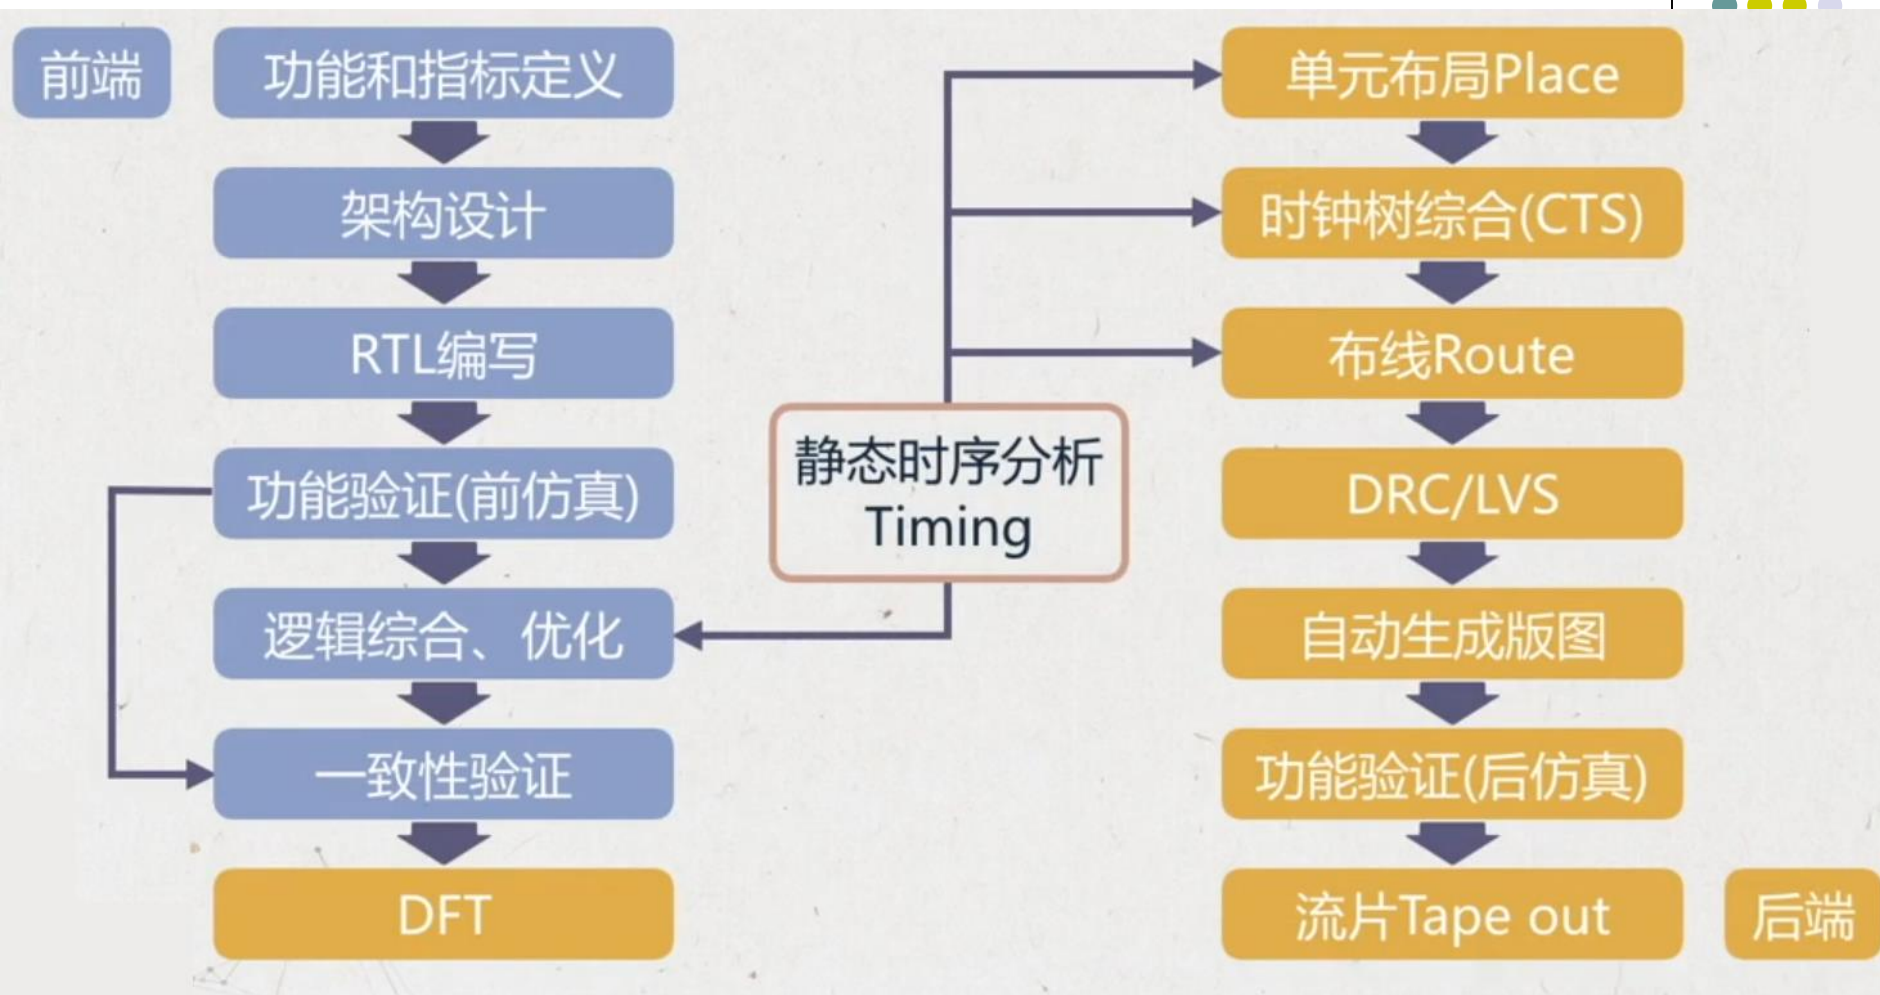 前端
功能和指标定义
架构设计
RTL编写
功能验证(前仿真)
逻辑综合、优化
一致性验证
DFT
静态时序分析
Timing
单元布局Place
时钟树综合(CTS)
布线Route
DRC/LVS
自动生成版图
功能验证(后仿真)
流片Tape out
后端